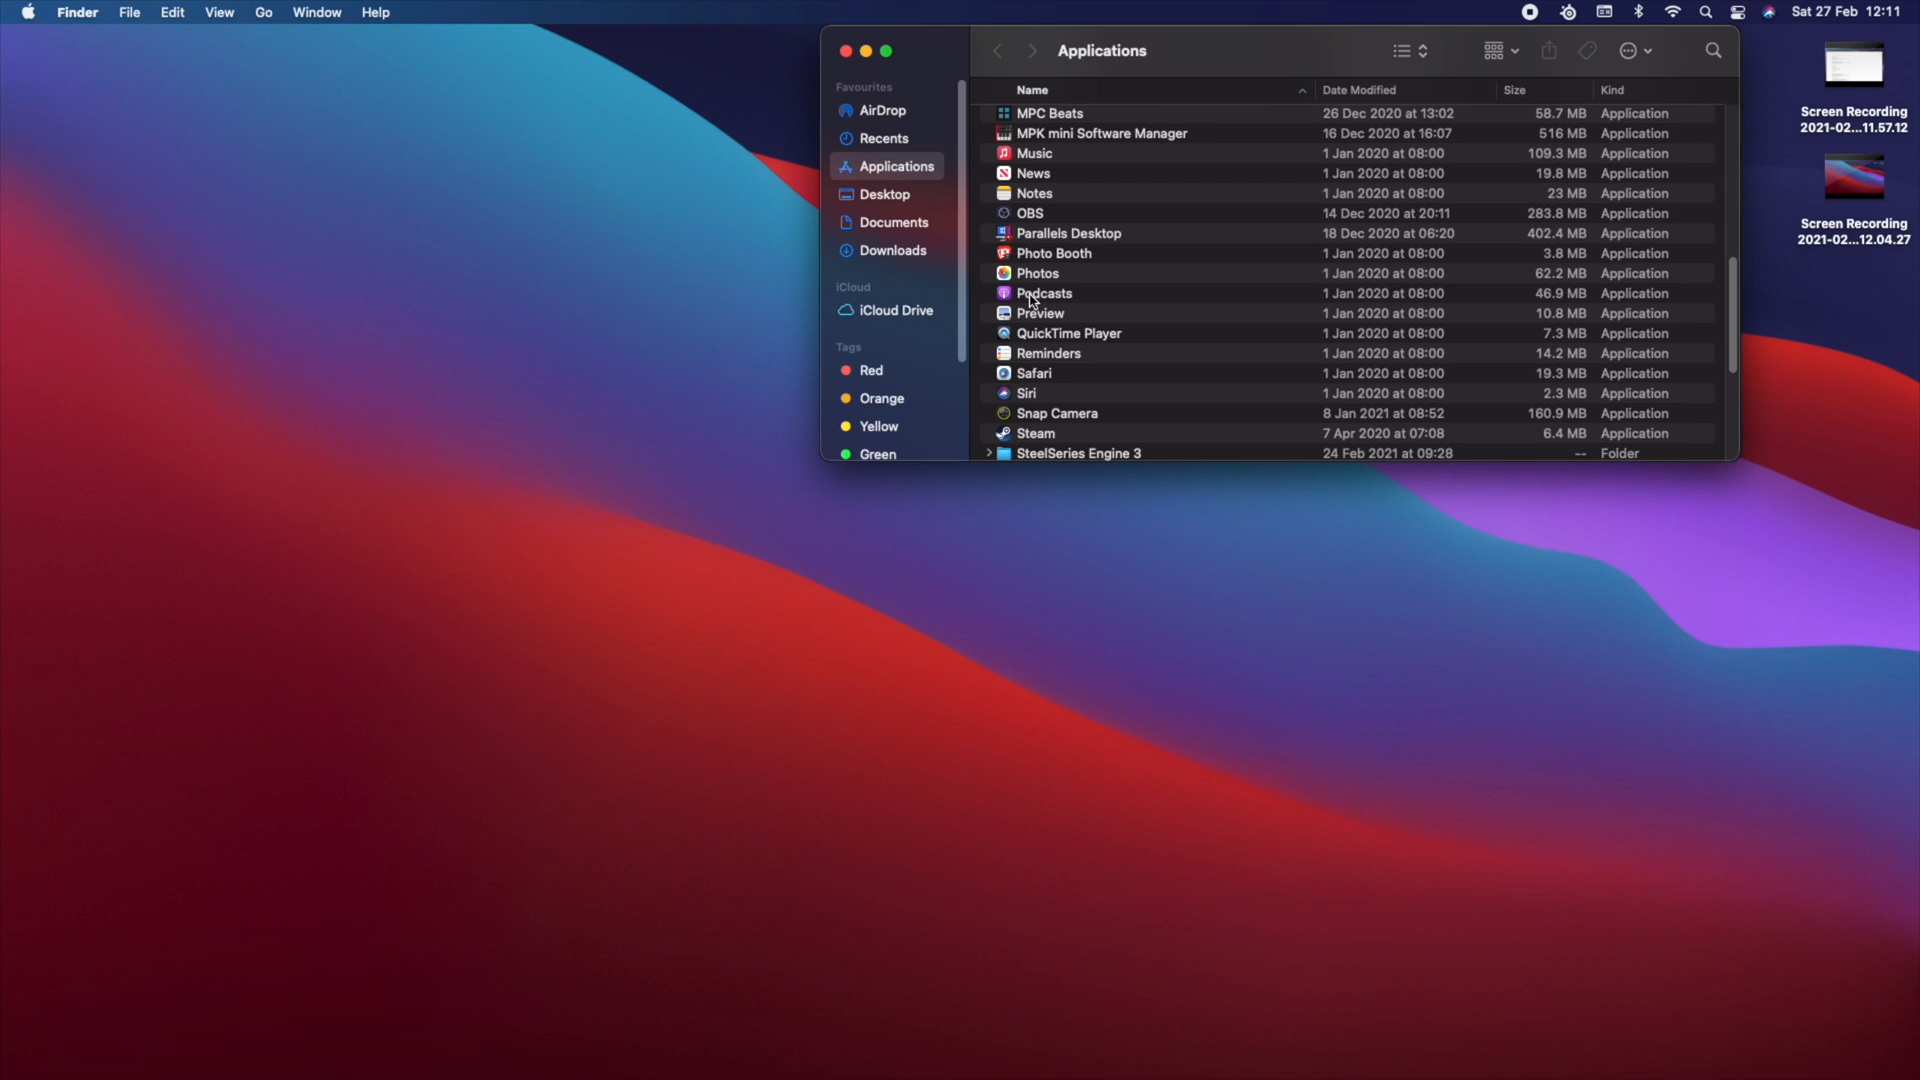 Finder File Edit View Go Window Help Sat 27 Feb 12:11
Applications
Favourites
AirDrop
Recents
Applications
Desktop
Documents
Downloads
iCloud
iCloud Drive
Tags
Red
Orange
Yellow
Green
Name Date Modified Size Kind
MPC Beats 26 Dec 2020 at 13:02 58.7 MB Application
MPK mini Software Manager 16 Dec 2020 at 16:07 516 MB Application
Music 1 Jan 2020 at 08:00 109.3 MB Application
News 1 Jan 2020 at 08:00 19.8 MB Application
Notes 1 Jan 2020 at 08:00 23 MB Application
OBS 14 Dec 2020 at 20:11 283.8 MB Application
Parallels Desktop 18 Dec 2020 at 06:20 402.4 MB Application
Photo Booth 1 Jan 2020 at 08:00 3.8 MB Application
Photos 1 Jan 2020 at 08:00 62.2 MB Application
Podcasts 1 Jan 2020 at 08:00 46.9 MB Application
Preview 1 Jan 2020 at 08:00 10.8 MB Application
QuickTime Player 1 Jan 2020 at 08:00 7.3 MB Application
Reminders 1 Jan 2020 at 08:00 14.2 MB Application
Safari 1 Jan 2020 at 08:00 19.3 MB Application
Siri 1 Jan 2020 at 08:00 2.3 MB Application
Snap Camera 8 Jan 2021 at 08:52 160.9 MB Application
Steam 7 Apr 2020 at 07:08 6.4 MB Application
SteelSeries Engine 3 24 Feb 2021 at 09:28 -- Folder
Screen Recording
2021-02...11.57.12
Screen Recording
2021-02...12.04.27